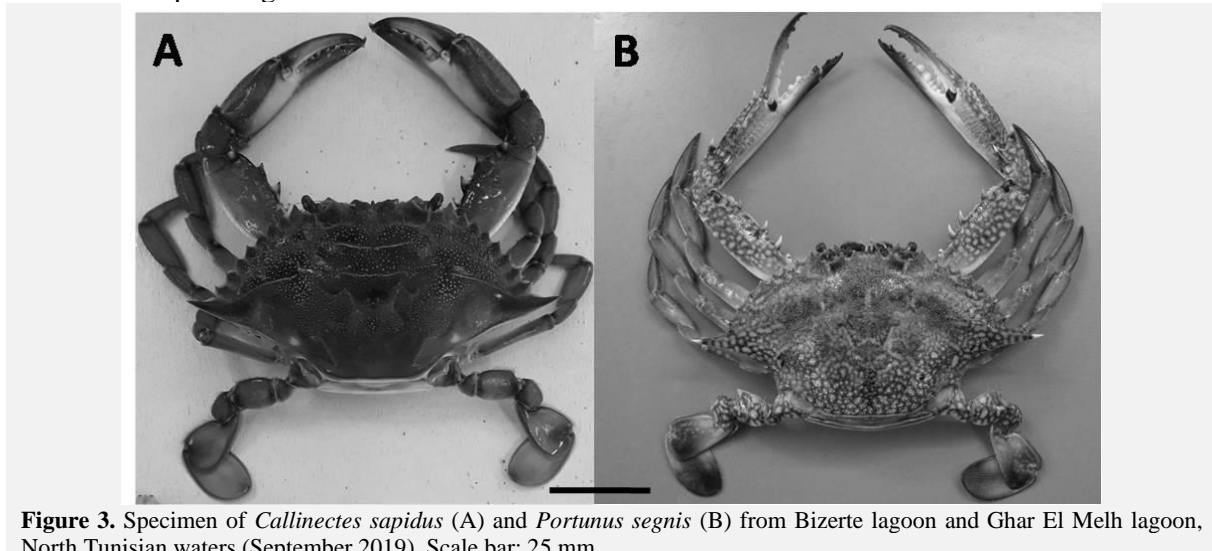 A
B
Figure 3. Specimen of Callinectes sapidus (A) and Portunus segnis (B) from Bizerte lagoon and Ghar El Melh lagoon,
North Tunisian waters (September 2019). Scale bar: 25 mm